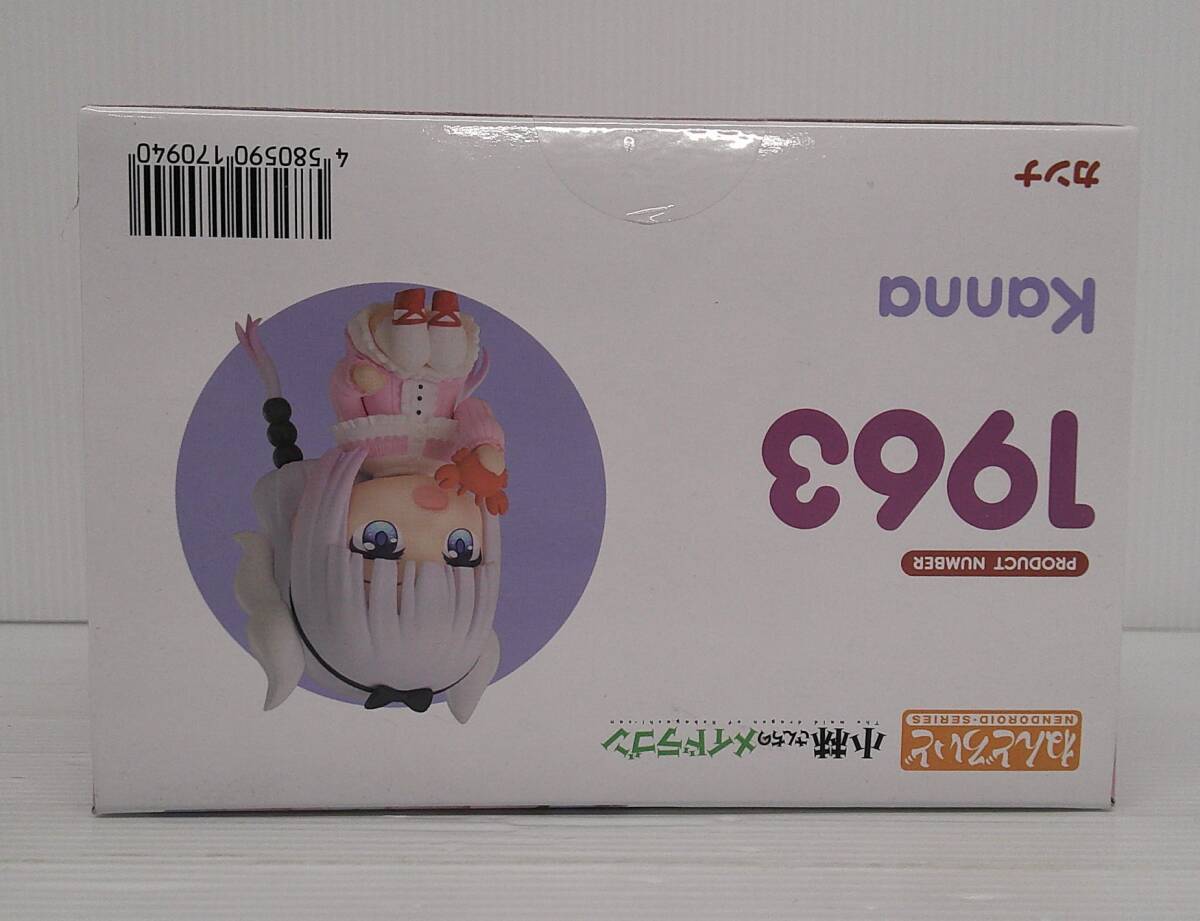 ねんどろいど
NENDOROID-SERIES
小林さんちのメイドラゴン
The maid dragon of Kobayashi-san
PRODUCT NUMBER
1963
Kanna
カンナ
4 580590 170940